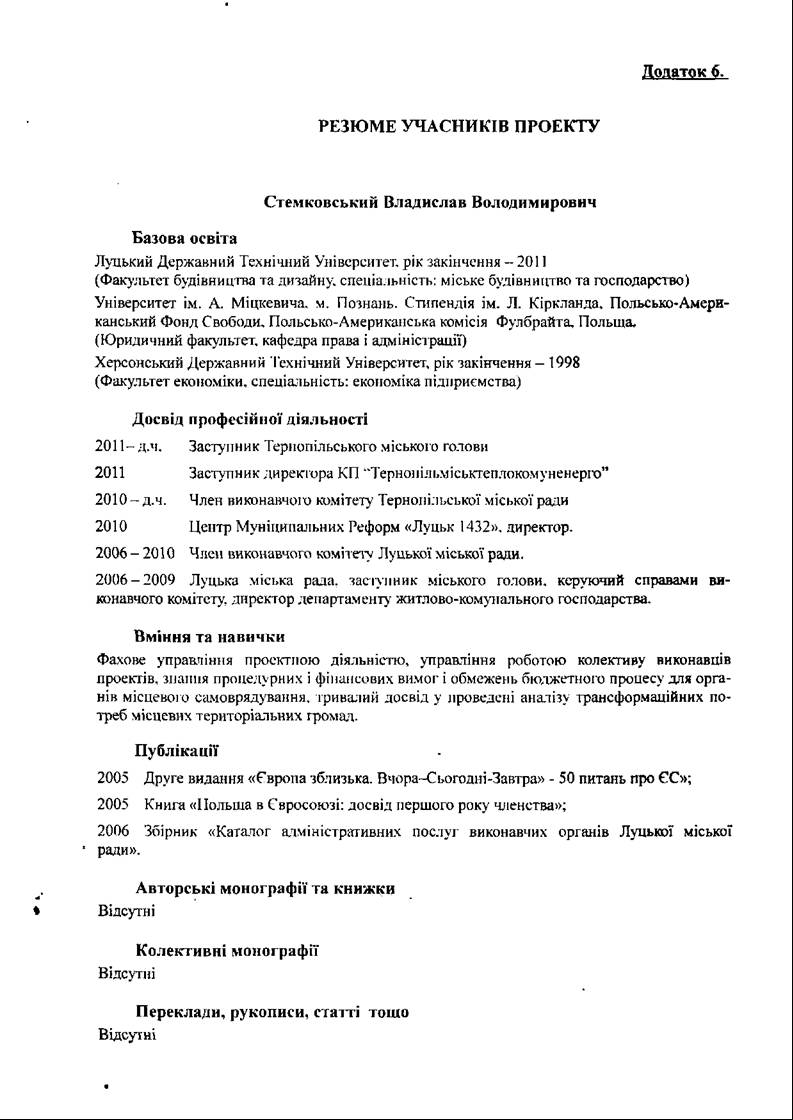 Додаток 6.
РЕЗЮМЕ УЧАСНИКІВ ПРОЕКТУ
Стемковський Владислав Володимирович
Базова освіта
Луцький Державний Технічний Університет, рік закінчення – 2011
(Факультет будівництва та дизайну, спеціальність: міське будівництво та господарство)
Університет ім. А. Міцкевича, м. Познань. Стипендія ім. Л. Кіркланда, Польсько-Амери-
канський Фонд Свободи, Польсько-Американська комісія Фулбрайта, Польща,
(Юридичний факультет, кафедра права і адміністрації)
Херсонський Державний Технічний Університет, рік закінчення – 1998
(Факультет економіки, спеціальність: економіка підприємства)
Досвід професійної діяльності
2011– д.ч. Заступник Тернопільського міського голови
2011 Заступник директора КП “Тернопільміськтеплокомуненерго”
2010 – д.ч. Член виконавчого комітету Тернопільської міської ради
2010 Центр Муніципальних Реформ «Луцьк 1432», директор.
2006 – 2010 Член виконавчого комітету Луцької міської ради.
2006 – 2009 Луцька міська рада, заступник міського голови, керуючий справами ви-
конавчого комітету, директор департаменту житлово-комунального господарства.
Вміння та навички
Фахове управління проектною діяльністю, управління роботою колективу виконавців
проектів, знання процедурних і фінансових вимог і обмежень бюджетного процесу для орга-
нів місцевого самоврядування, тривалий досвід у проведені аналізу трансформаційних по-
треб місцевих територіальних громад.
Публікації
2005 Друге видання «Європа зблизька. Вчора–Сьогодні-Завтра» - 50 питань про ЄС»;
2005 Книга «Польща в Євросоюзі: досвід першого року членства»;
2006 Збірник «Каталог адміністративних послуг виконавчих органів Луцької міської
ради».
Авторські монографії та книжки
Відсутні
Колективні монографії
Відсутні
Переклади, рукописи, статті тощо
Відсутні